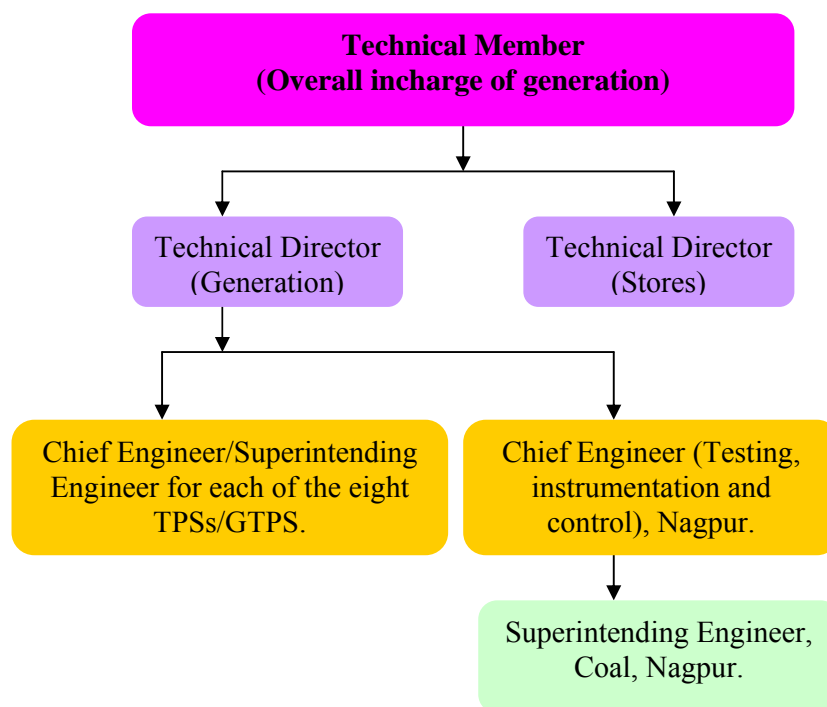 Technical Member
(Overall incharge of generation)
Technical Director
(Generation)
Technical Director
(Stores)
Chief Engineer/Superintending
Engineer for each of the eight
TPSs/GTPS.
Chief Engineer (Testing,
instrumentation and
control), Nagpur.
Superintending Engineer,
Coal, Nagpur.